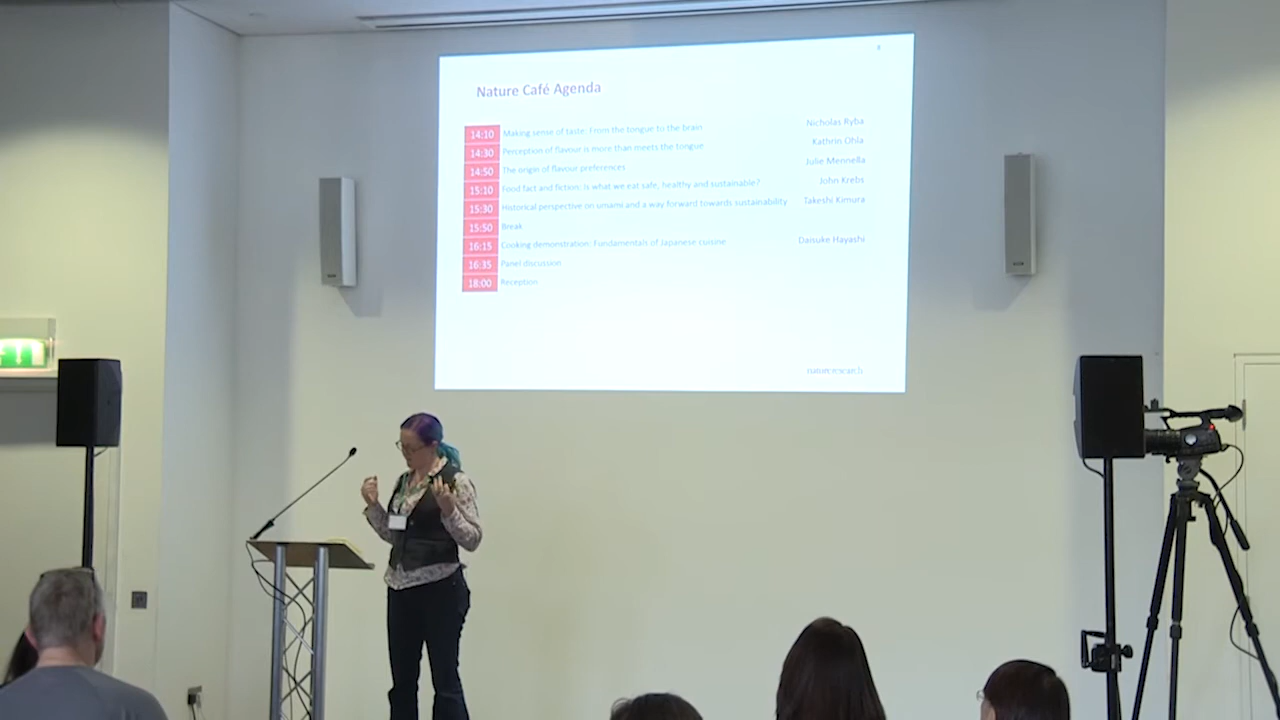 Nature Café Agenda
14:10 Making sense of taste: From the tongue to the brain Nicholas Ryba
14:30 Perception of flavour is more than meets the tongue Kathrin Ohla
14:50 The origin of flavour preferences Julie Mennella
15:10 Food fact and fiction: Is what we eat safe, healthy and sustainable? John Krebs
15:30 Historical perspective on umami and a way forward towards sustainability Takeshi Kimura
15:50 Break
16:15 Cooking demonstration: Fundamentals of Japanese cuisine Daisuke Hayashi
16:35 Panel discussion
18:00 Reception
natureresearch